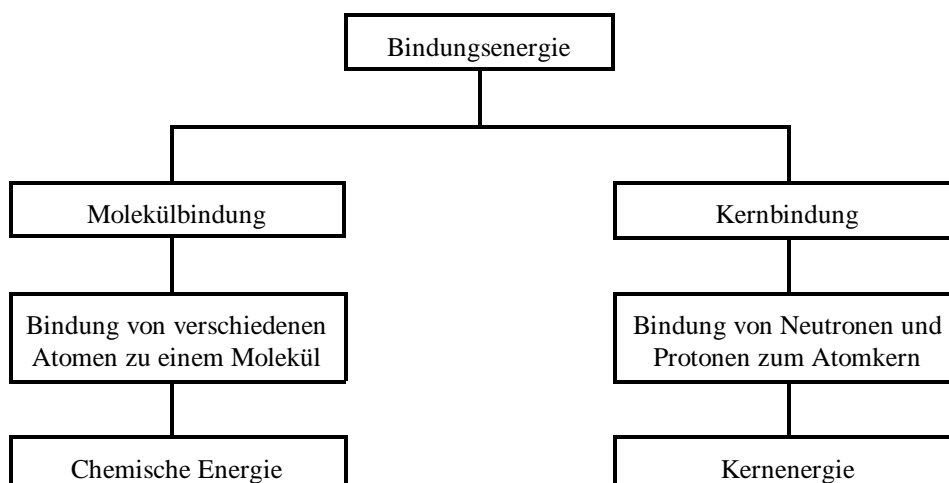 Bindungsenergie
Molekülbindung
Kernbindung
Bindung von verschiedenen
Atomen zu einem Molekül
Bindung von Neutronen und
Protonen zum Atomkern
Chemische Energie
Kernenergie